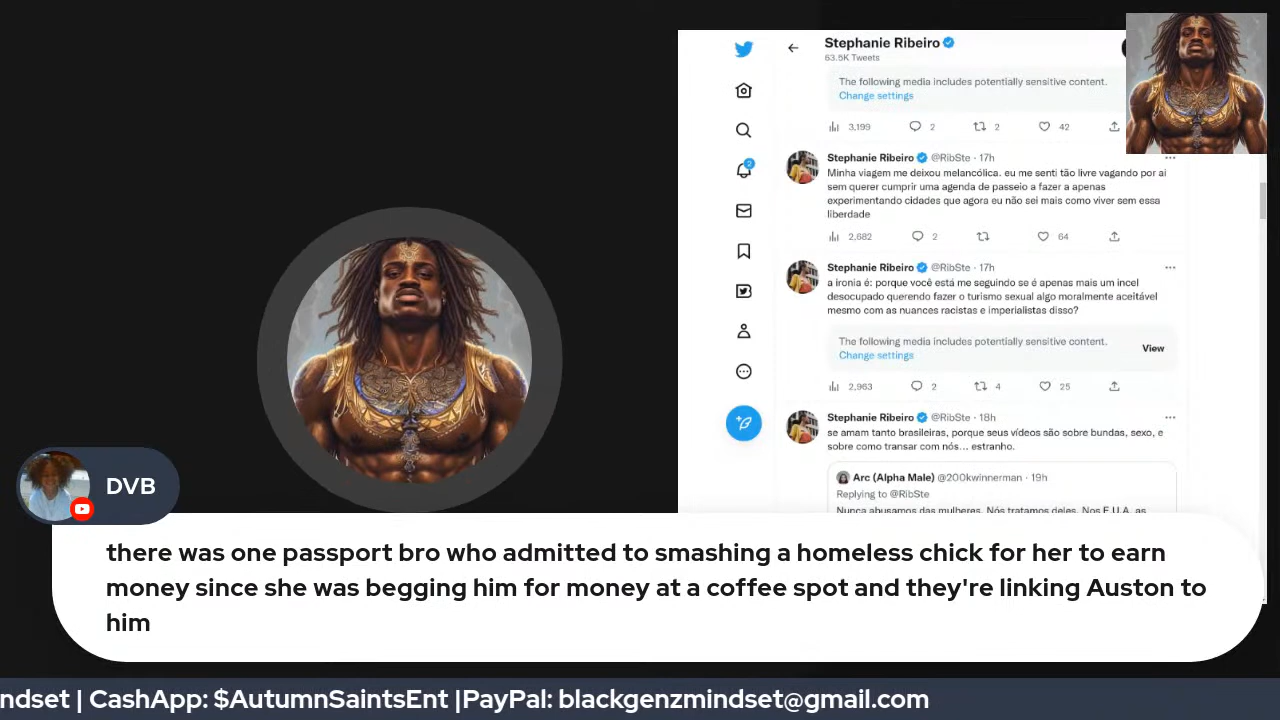 Stephanie Ribeiro
63.5K Tweets
The following media includes potentially sensitive content.
Change settings
3,199 2 2 42
Stephanie Ribeiro @RibSte · 17h
Minha viagem me deixou melancólica. eu me senti tão livre vagando por ai
sem querer cumprir uma agenda de passeio a fazer a apenas
experimentando cidades que agora eu não sei mais como viver sem essa
liberdade
2,682 2 64
Stephanie Ribeiro @RibSte · 17h
a ironia é: porque você está me seguindo se é apenas mais um incel
desocupado querendo fazer o turismo sexual algo moralmente aceitável
mesmo com as nuances racistas e imperialistas disso?
The following media includes potentially sensitive content.
Change settings
View
2,963 2 4 25
Stephanie Ribeiro @RibSte · 18h
se amam tanto brasileiras, porque seus vídeos são sobre bundas, sexo, e
sobre como transar com nós... estranho.
Arc (Alpha Male) @200kwinnerman · 19h
Replying to @RibSte
Nunca abusamos das mulheres. Nós tratamos deles. Nos E.U.A. as
2
DVB
there was one passport bro who admitted to smashing a homeless chick for her to earn
money since she was begging him for money at a coffee spot and they're linking Auston to
him
ndset | CashApp: $AutumnSaintsEnt |PayPal: blackgenzmindset@gmail.com